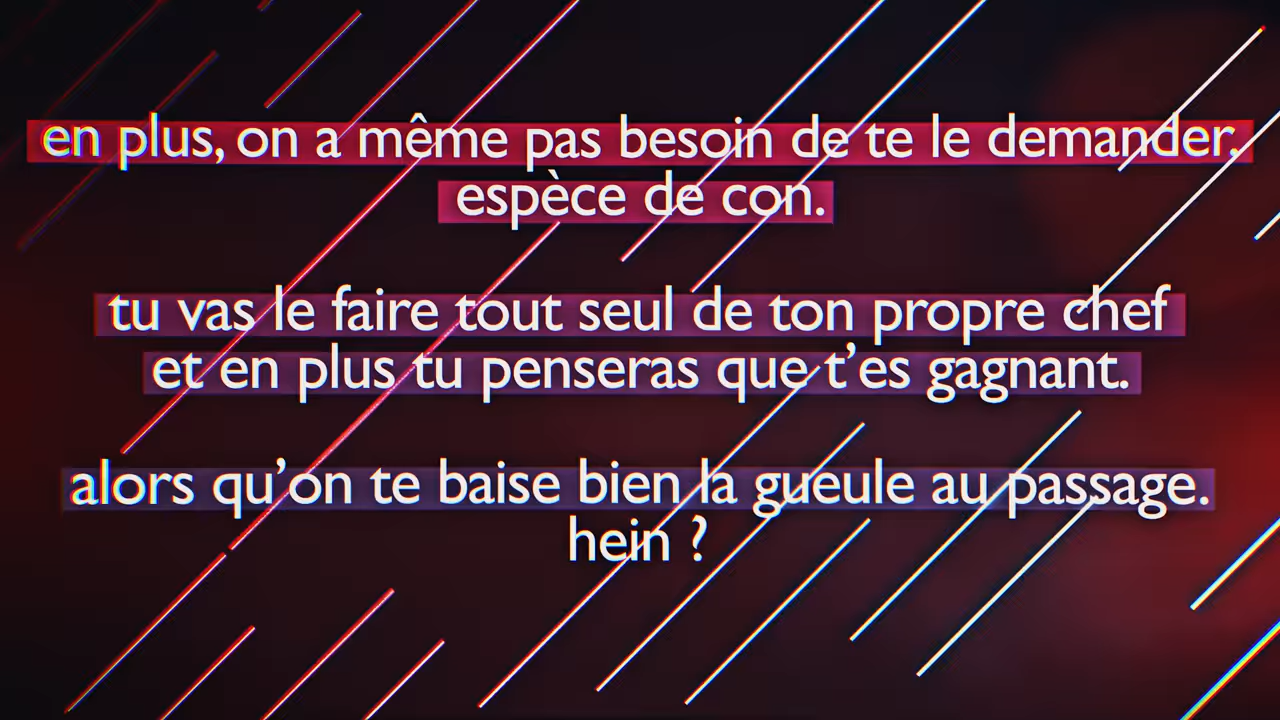 en plus, on a même pas besoin de te le demander,
espèce de con.
tu vas le faire tout seul de ton propre chef
et en plus tu penseras que t’es gagnant.
alors qu’on te baise bien la gueule au passage.
hein ?